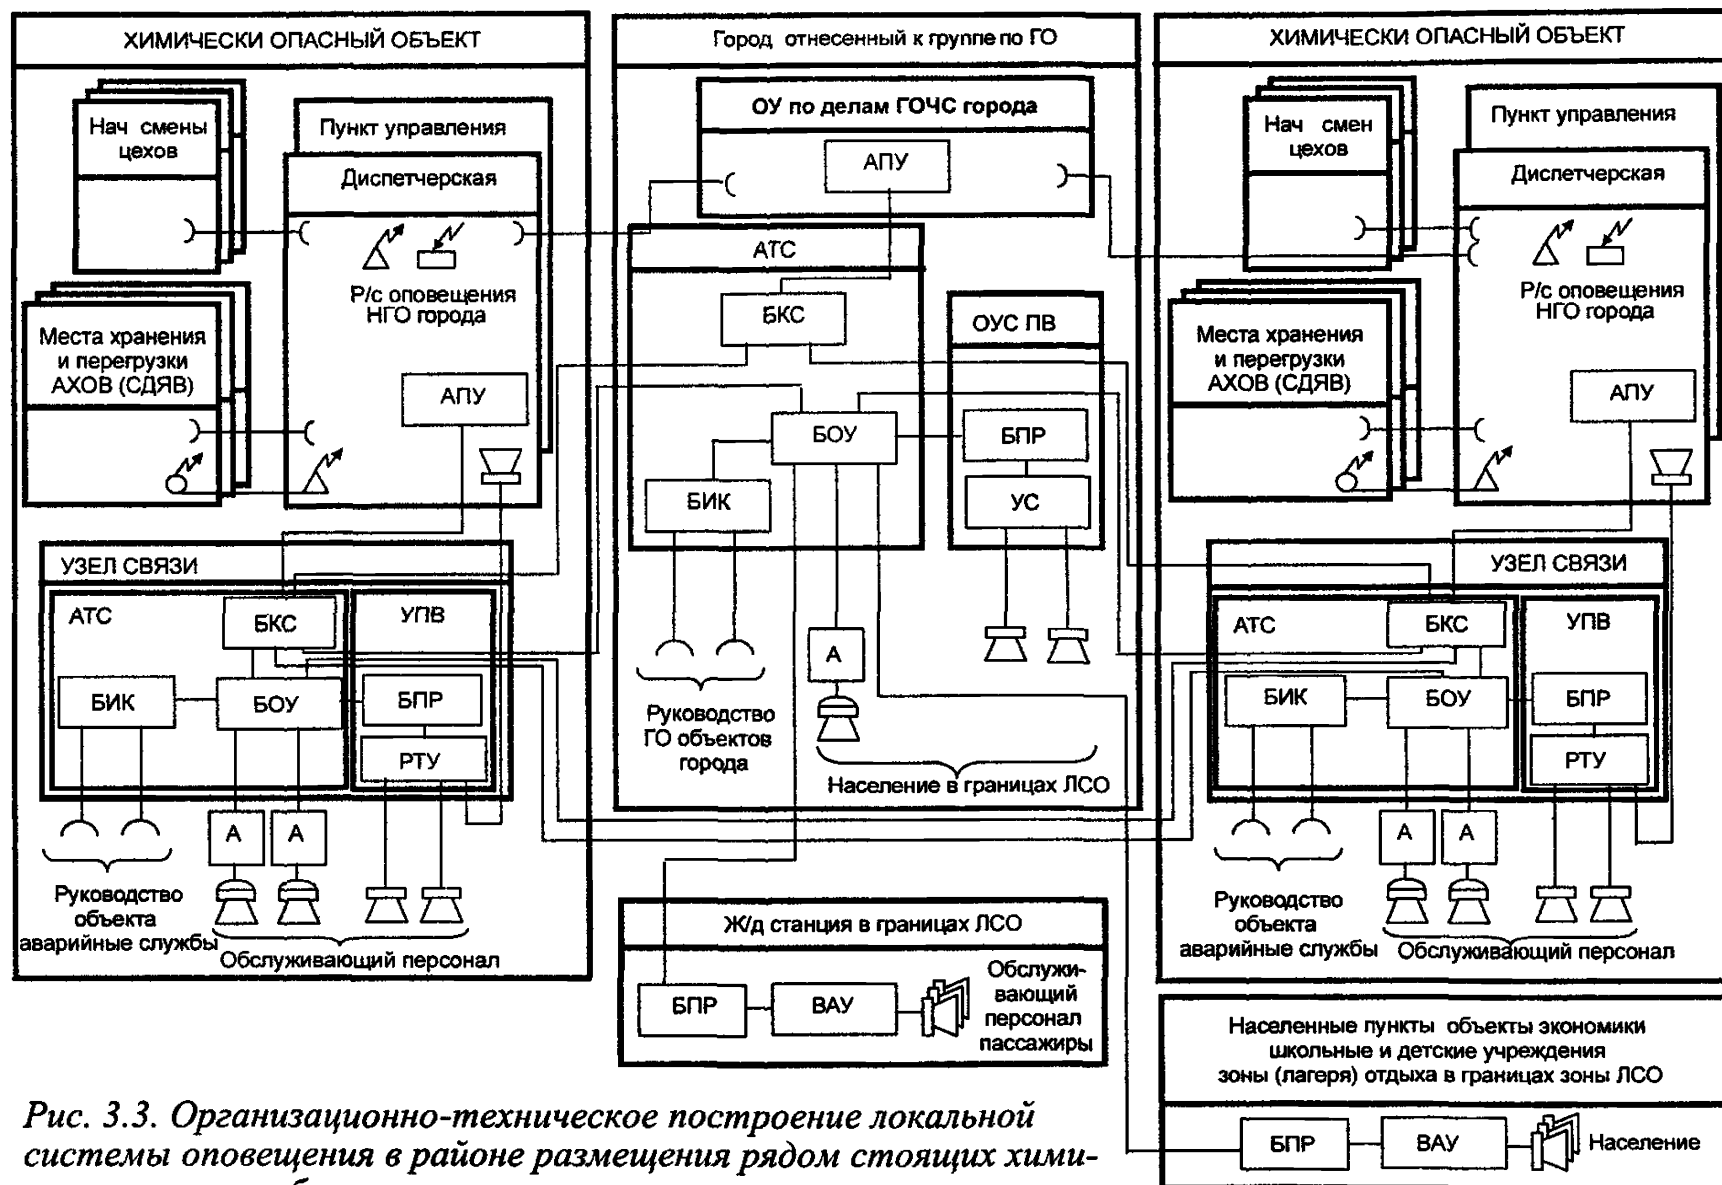 ХИМИЧЕСКИ ОПАСНЫЙ ОБЪЕКТ
Нач смены
цехов
Пункт управления
Диспетчерская
Р/с оповещения
НГО города
Места хранения
и перегрузки
АХОВ (СДЯВ)
АПУ
УЗЕЛ СВЯЗИ
АТС
БКС
УПВ
БИК
БОУ
БПР
РТУ
А
А
Руководство
объекта
аварийные службы
Обслуживающий персонал
Город отнесенный к группе по ГО
ОУ по делам ГОЧС города
АПУ
АТС
БКС
ОУС ПВ
БОУ
БПР
БИК
УС
А
Руководство
ГО объектов
города
Население в границах ЛСО
Ж/д станция в границах ЛСО
БПР
ВАУ
Обслужи-
вающий
персонал
пассажиры
ХИМИЧЕСКИ ОПАСНЫЙ ОБЪЕКТ
Нач смен
цехов
Пункт управления
Диспетчерская
Р/с оповещения
НГО города
Места хранения
и перегрузки
АХОВ (СДЯВ)
АПУ
УЗЕЛ СВЯЗИ
АТС
БКС
УПВ
БИК
БОУ
БПР
РТУ
А
А
Руководство
объекта
аварийные службы
Обслуживающий персонал
Населенные пункты объекты экономики
школьные и детские учреждения
зоны (лагеря) отдыха в границах зоны ЛСО
БПР
ВАУ
Население
Рис. 3.3. Организационно-техническое построение локальной
системы оповещения в районе размещения рядом стоящих хими-